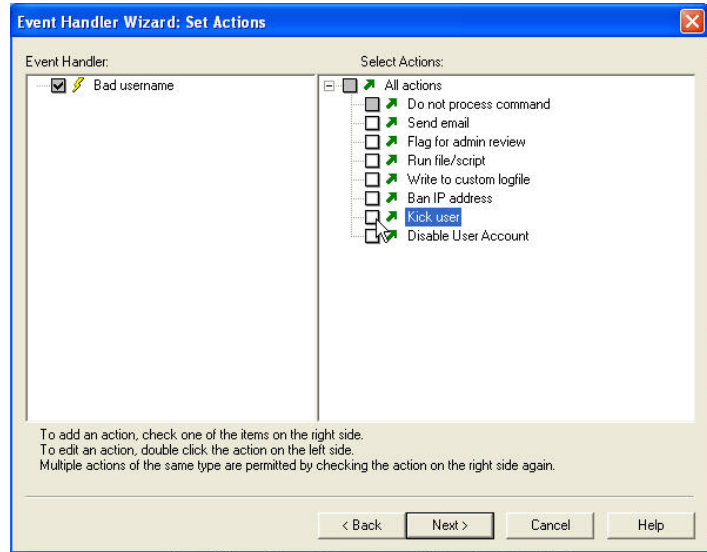 Event Handler Wizard: Set Actions
Event Handler:
Select Actions:
Bad username
All actions
Do not process command
Send email
Flag for admin review
Run file/script
Write to custom logfile
Ban IP address
Kick user
Disable User Account
To add an action, check one of the items on the right side.
To edit an action, double click the action on the left side.
Multiple actions of the same type are permitted by checking the action on the right side again.
< Back
Next >
Cancel
Help